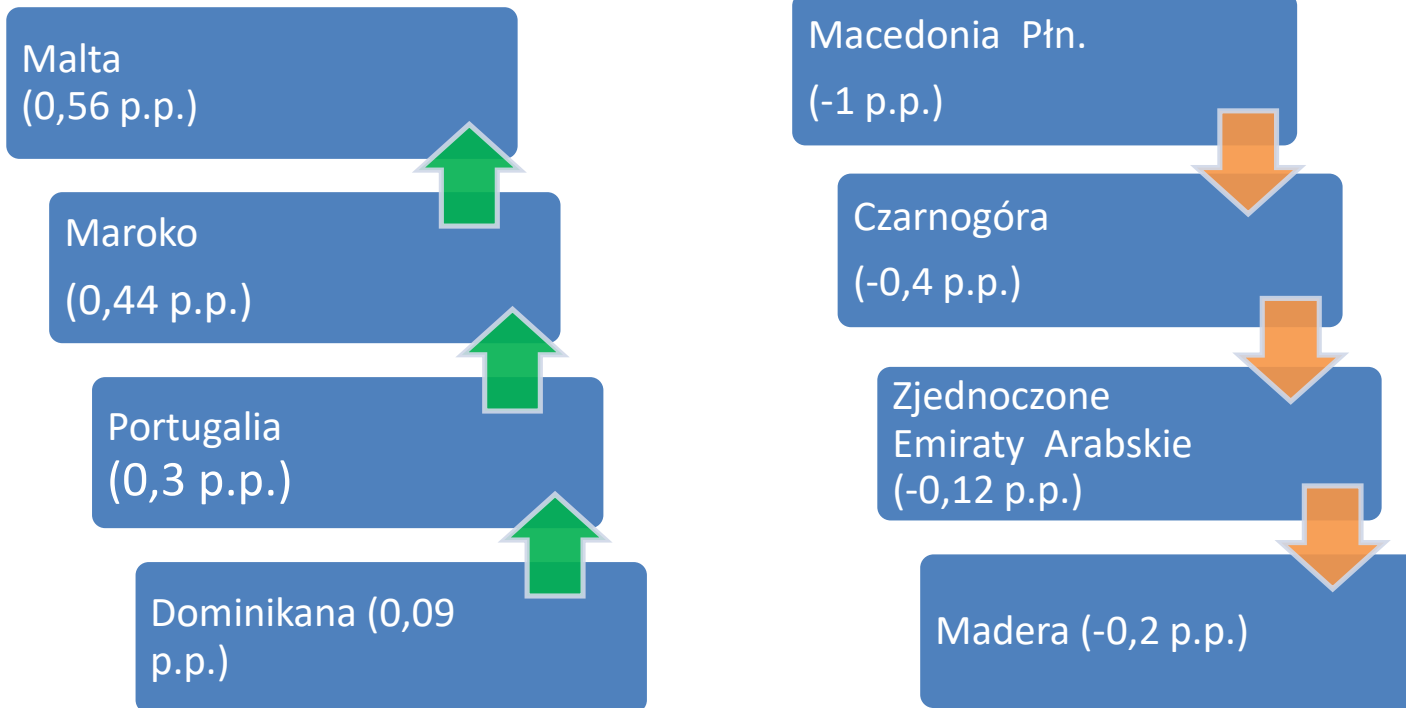 Malta
(0,56 p.p.)
Maroko
(0,44 p.p.)
Portugalia
(0,3 p.p.)
Dominikana (0,09
p.p.)
Macedonia Płn.
(-1 p.p.)
Czarnogóra
(-0,4 p.p.)
Zjednoczone
Emiraty Arabskie
(-0,12 p.p.)
Madera (-0,2 p.p.)